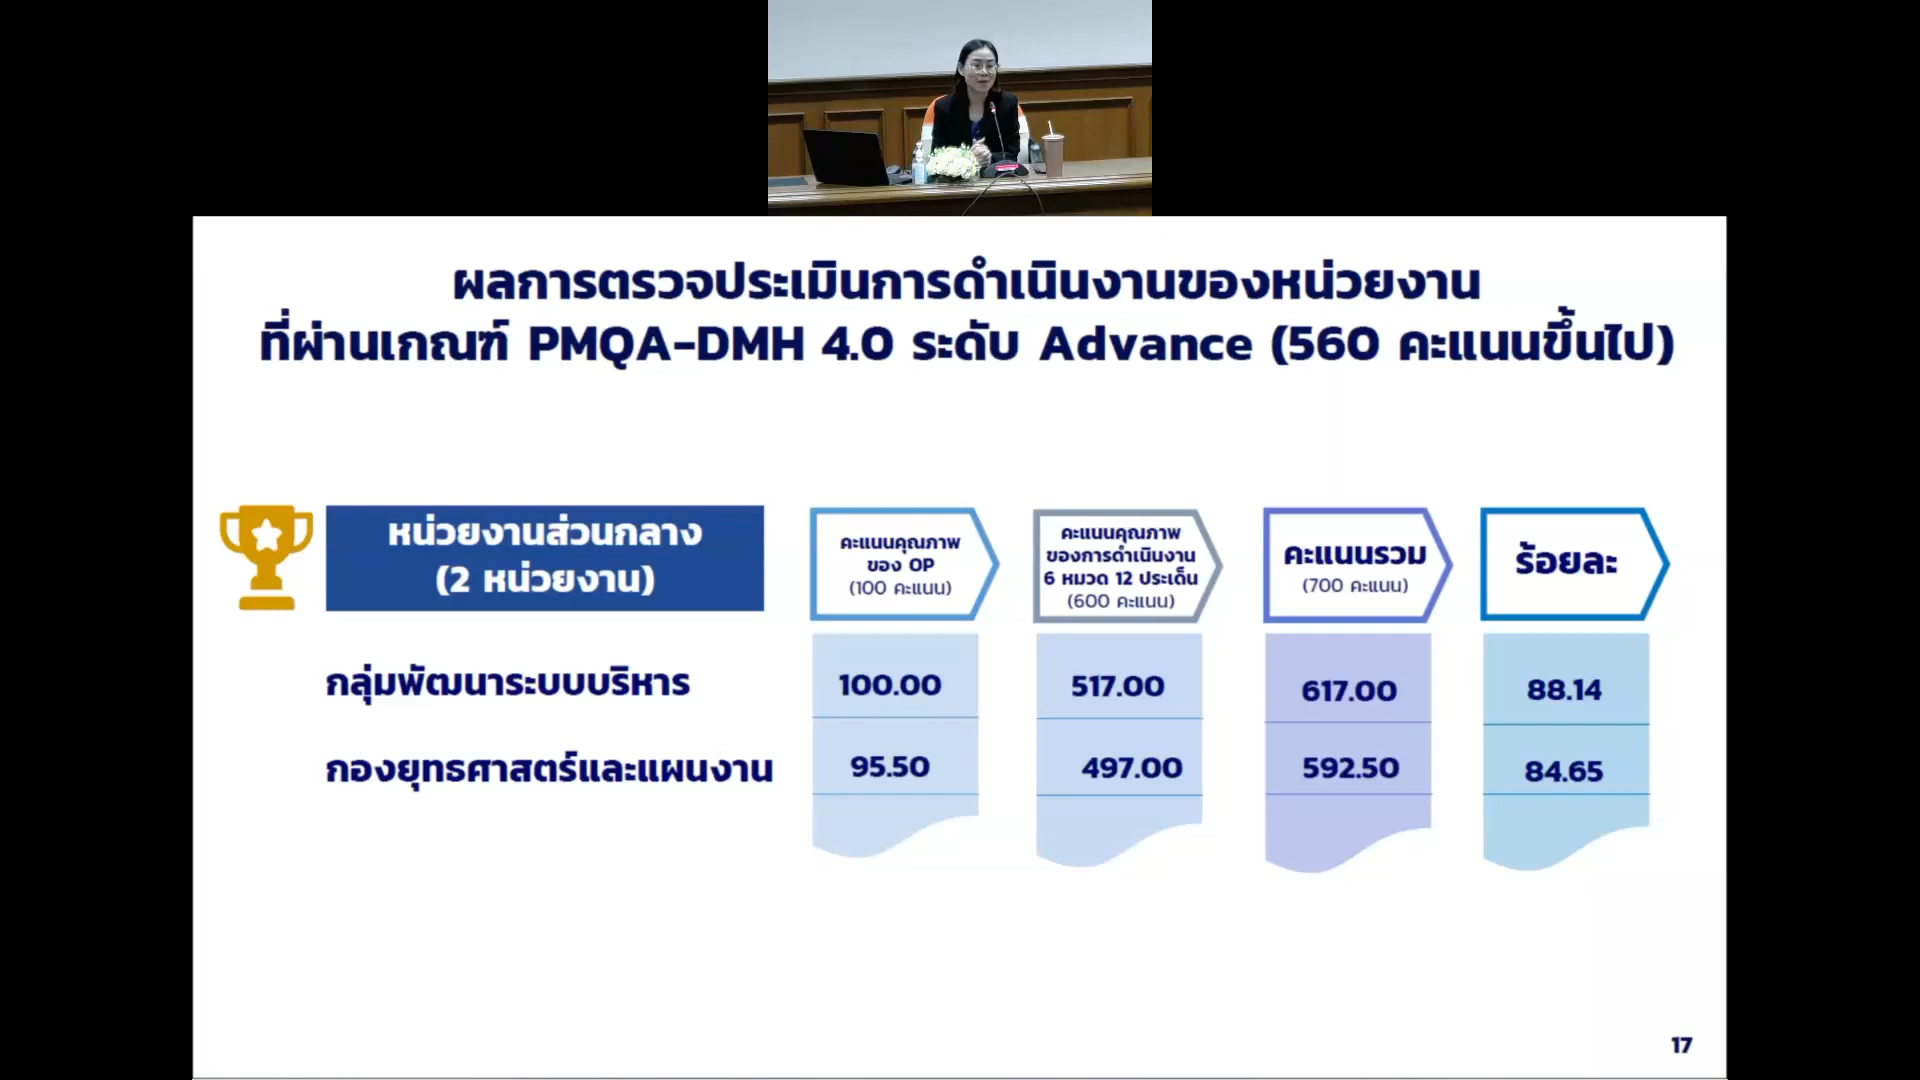 ผลการตรวจประเมินการดำเนินงานของหน่วยงาน
ที่ผ่านเกณฑ์ PMQA-DMH 4.0 ระดับ Advance (560 คะแนนขึ้นไป)
หน่วยงานส่วนกลาง
(2 หน่วยงาน)
คะแนนคุณภาพ
ของ OP
(100 คะแนน)
คะแนนคุณภาพ
ของการดำเนินงาน
6 หมวด 12 ประเด็น
(600 คะแนน)
คะแนนรวม
(700 คะแนน)
ร้อยละ
กลุ่มพัฒนาระบบบริหาร 100.00 517.00 617.00 88.14
กองยุทธศาสตร์และแผนงาน 95.50 497.00 592.50 84.65
17